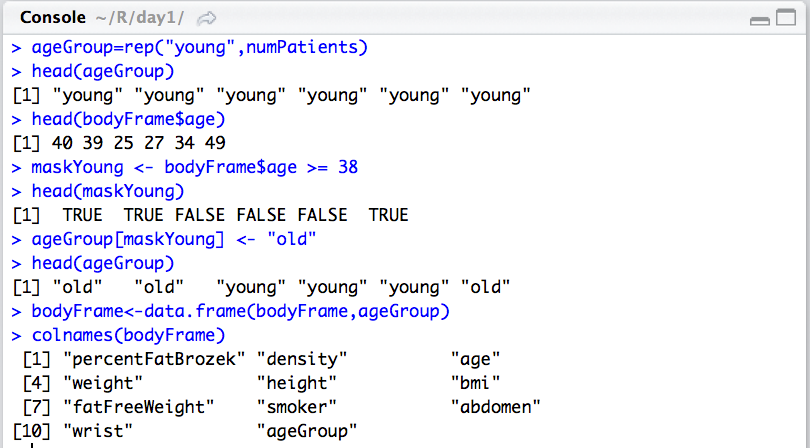 Console ~/R/day1/
> ageGroup=rep("young",numPatients)
> head(ageGroup)
[1] "young" "young" "young" "young" "young" "young"
> head(bodyFrame$age)
[1] 40 39 25 27 34 49
> maskYoung <- bodyFrame$age >= 38
> head(maskYoung)
[1]  TRUE  TRUE FALSE FALSE FALSE  TRUE
> ageGroup[maskYoung] <- "old"
> head(ageGroup)
[1] "old"   "old"   "young" "young" "young" "old"
> bodyFrame<-data.frame(bodyFrame,ageGroup)
> colnames(bodyFrame)
 [1] "percentFatBrozek" "density"          "age"
 [4] "weight"           "height"           "bmi"
 [7] "fatFreeWeight"    "smoker"           "abdomen"
[10] "wrist"            "ageGroup"